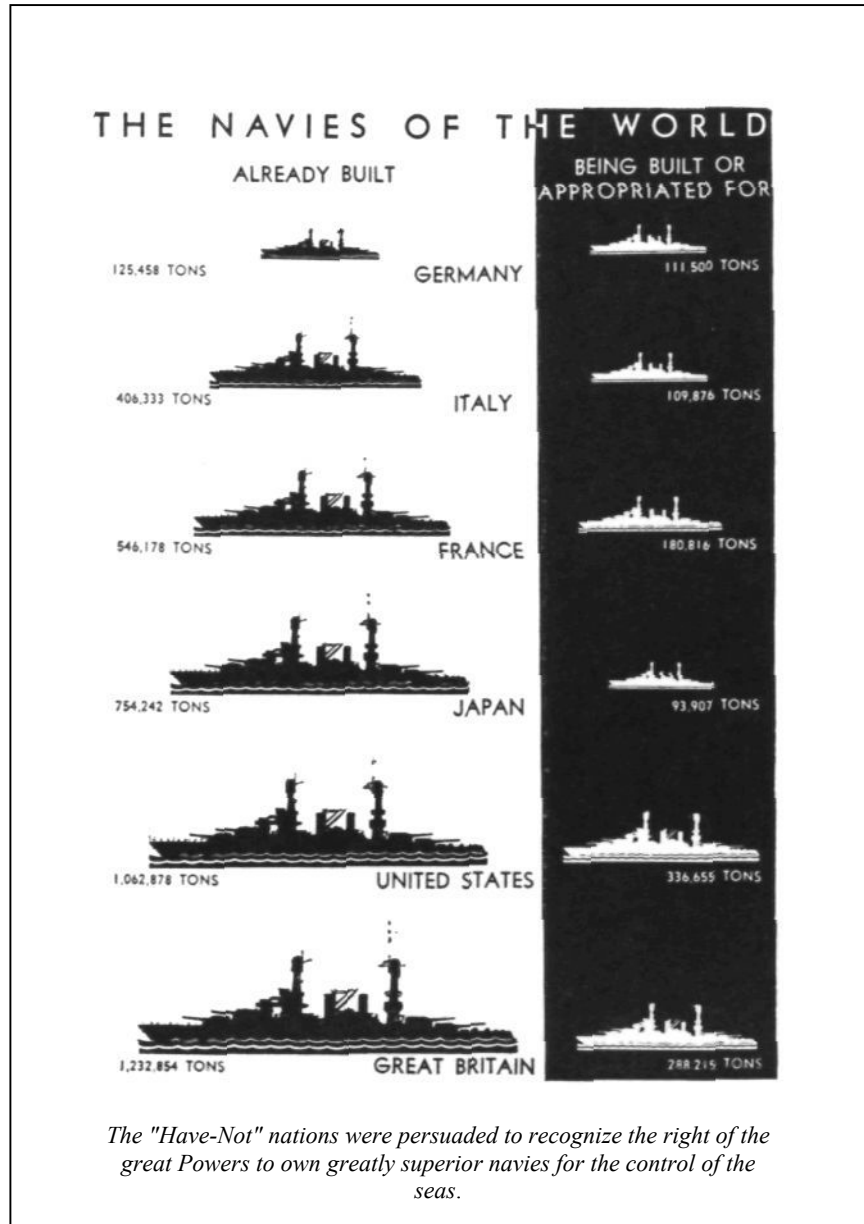 THE NAVIES OF THE WORLD
ALREADY BUILT
BEING BUILT OR
APPROPRIATED FOR
125,458 TONS
GERMANY
111,500 TONS
406,333 TONS
ITALY
109,876 TONS
546,178 TONS
FRANCE
180,816 TONS
754,242 TONS
JAPAN
93,907 TONS
1,062,878 TONS
UNITED STATES
336,655 TONS
1,232,854 TONS
GREAT BRITAIN
288,215 TONS
The "Have-Not" nations were persuaded to recognize the right of the
great Powers to own greatly superior navies for the control of the
seas.